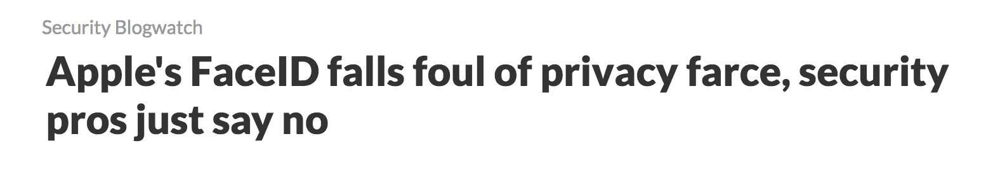 Security Blogwatch
Apple's FaceID falls foul of privacy farce, security
pros just say no